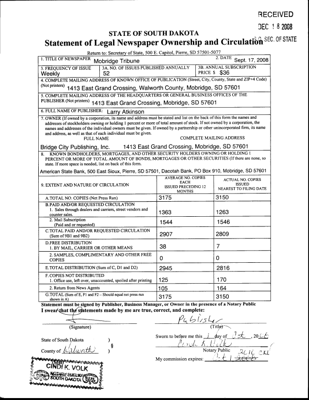 RECEIVED
DEC 18 2008
S.D. SEC. OF STATE
STATE OF SOUTH DAKOTA
Statement of Legal Newspaper Ownership and Circulation
Return to: Secretary of State, 500 E. Capitol, Pierre, SD 57501-5077
1. TITLE OF NEWSPAPER Mobridge Tribune 2. DATE Sept. 17, 2008
3. FREQUENCY OF ISSUE Weekly 3A. NO. OF ISSUES PUBLISHED ANNUALLY 52 3B. ANNUAL SUBSCRIPTION PRICE $ $36
4. COMPLETE MAILING ADDRESS OF KNOWN OFFICE OF PUBLICATION (Street, City, County, State and ZIP+4 Code)
(Not printers) 1413 East Grand Crossing, Walworth County, Mobridge, SD 57601
5. COMPLETE MAILING ADDRESS OF THE HEADQUARTERS OR GENERAL BUSINESS OFFICES OF THE
PUBLISHER (Not printers) 1413 East Grand Crossing, Mobridge, SD 57601
6. FULL NAME OF PUBLISHER: Larry Atkinson
7. OWNER (If owned by a corporation, its name and address must be stated and list on the back of this form the names and
addresses of stockholders owning or holding 1 percent or more of total amount of stock. If not owned by a corporation, the
names and addresses of the individual owners must be given. If owned by a partnership or other unincorporated firm, its name
and address, as well as that of each individual must be given.
FULL NAME COMPLETE MAILING ADDRESS
Bridge City Publishing, Inc. 1413 East Grand Crossing, Mobridge, SD 57601
8. KNOWN BONDHOLDERS, MORTGAGES, AND OTHER SECURITY HOLDERS OWNING OR HOLDING 1
PERCENT OR MORE OF TOTAL AMOUNT OF BONDS, MORTGAGES OR OTHER SECURITIES (If there are none, so
state. If more space is needed, list on back of this form.
American State Bank, 500 East Sioux, Pierre, SD 57501, Dacotah Bank, PO Box 910, Mobridge, SD 57601
9. EXTENT AND NATURE OF CIRCULATION AVERAGE NO. COPIES EACH ISSUED PRECEDING 12 MONTHS ACTUAL NO. COPIES ISSUED NEAREST TO FILING DATE
A. TOTAL NO. COPIES (Net Press Run) 3175 3150
B. PAID AND/OR REQUESTED CIRCULATION
1. Sales through dealers and carriers, street vendors and counter sales. 1363 1263
2. Mail Subscription (Paid and or requested) 1544 1546
C. TOTAL PAID AND/OR REQUESTED CIRCULATION (Sum of 9B1 and 9B2) 2907 2809
D. FREE DISTRIBUTION
1. BY MAIL, CARRIER OR OTHER MEANS 38 7
2. SAMPLES, COMPLIMENTARY AND OTHER FREE COPIES 0 0
E. TOTAL DISTRIBUTION (Sum of C, D1 and D2) 2945 2816
F. COPIES NOT DISTRIBUTED
1. Office use, left over, unaccounted, spoiled after printing 125 170
2. Return from News Agents 105 164
G. TOTAL (Sum of E, F1 and F2 - Should equal net press run shown in A) 3175 3150
Statement must be signed by Publisher, Business Manager, or Owner in the presence of a Notary Public
I swear that the statements made by me are true, correct, and complete:
Publisher
(Signature) (Title)
State of South Dakota )
§
County of Walworth )
Sworn to before me this day of
Cindi K Volk
Notary Public
My commission expires
CINDI K. VOLK
NOTARY PUBLIC
SOUTH DAKOTA